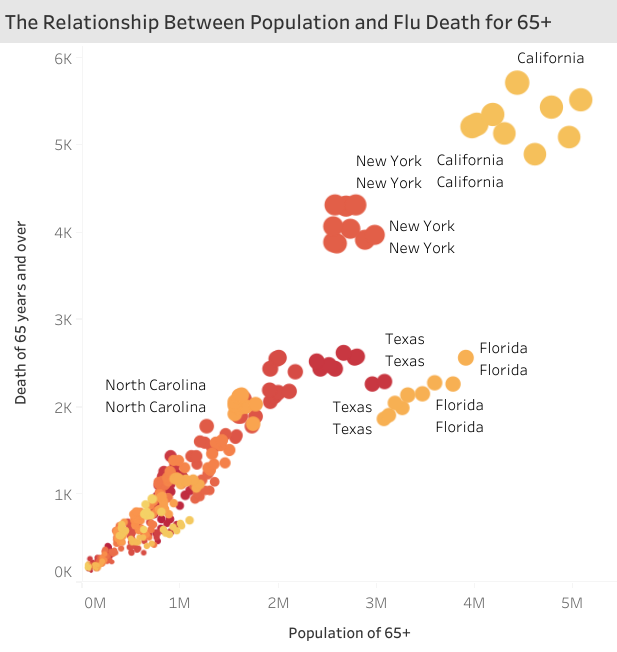 The Relationship Between Population and Flu Death for 65+
6K
California
5K
New York California
New York California
4K
New York
New York
3K
Texas
Texas
Florida
Florida
North Carolina
North Carolina
2K
Texas
Texas
Florida
Florida
1K
0K
0M 1M 2M 3M 4M 5M
Population of 65+
Death of 65 years and over